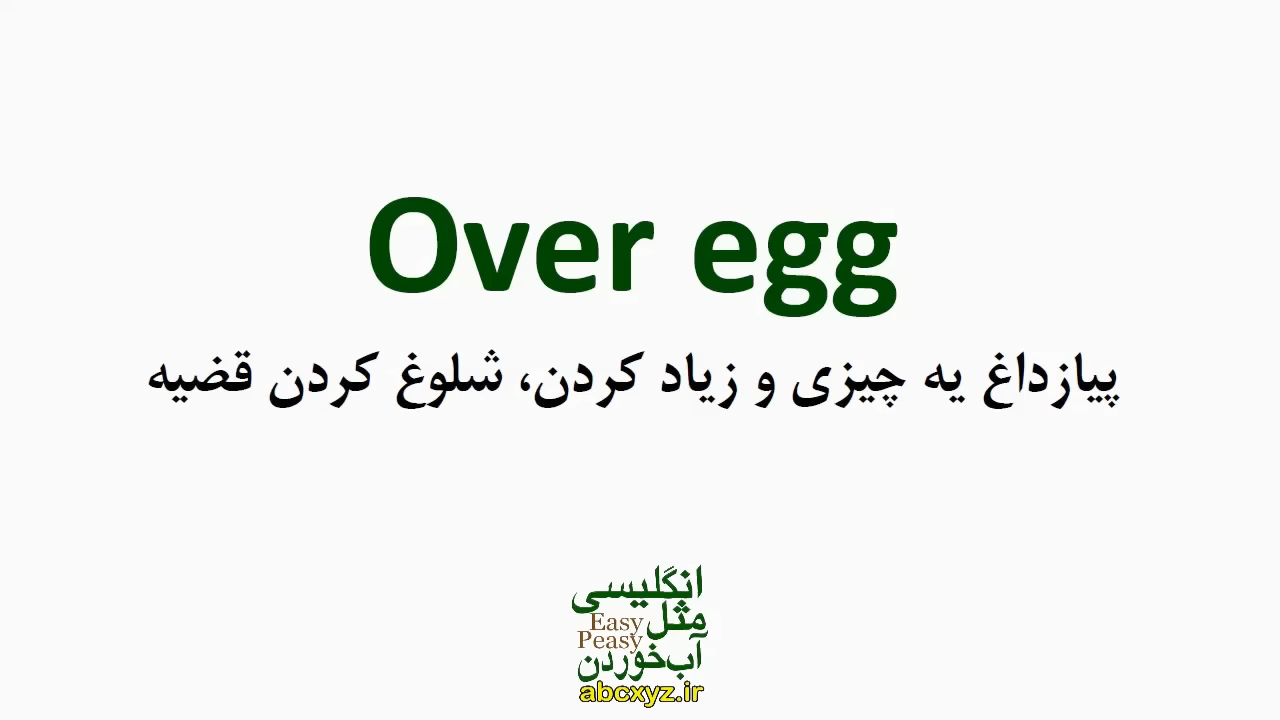 Over egg
پیازداغ یه چیزی و زیاد کردن، شلوغ کردن قضیه
انگلیسی
مثل
Easy
Peasy
آب‌خوردن
abcxyz.ir